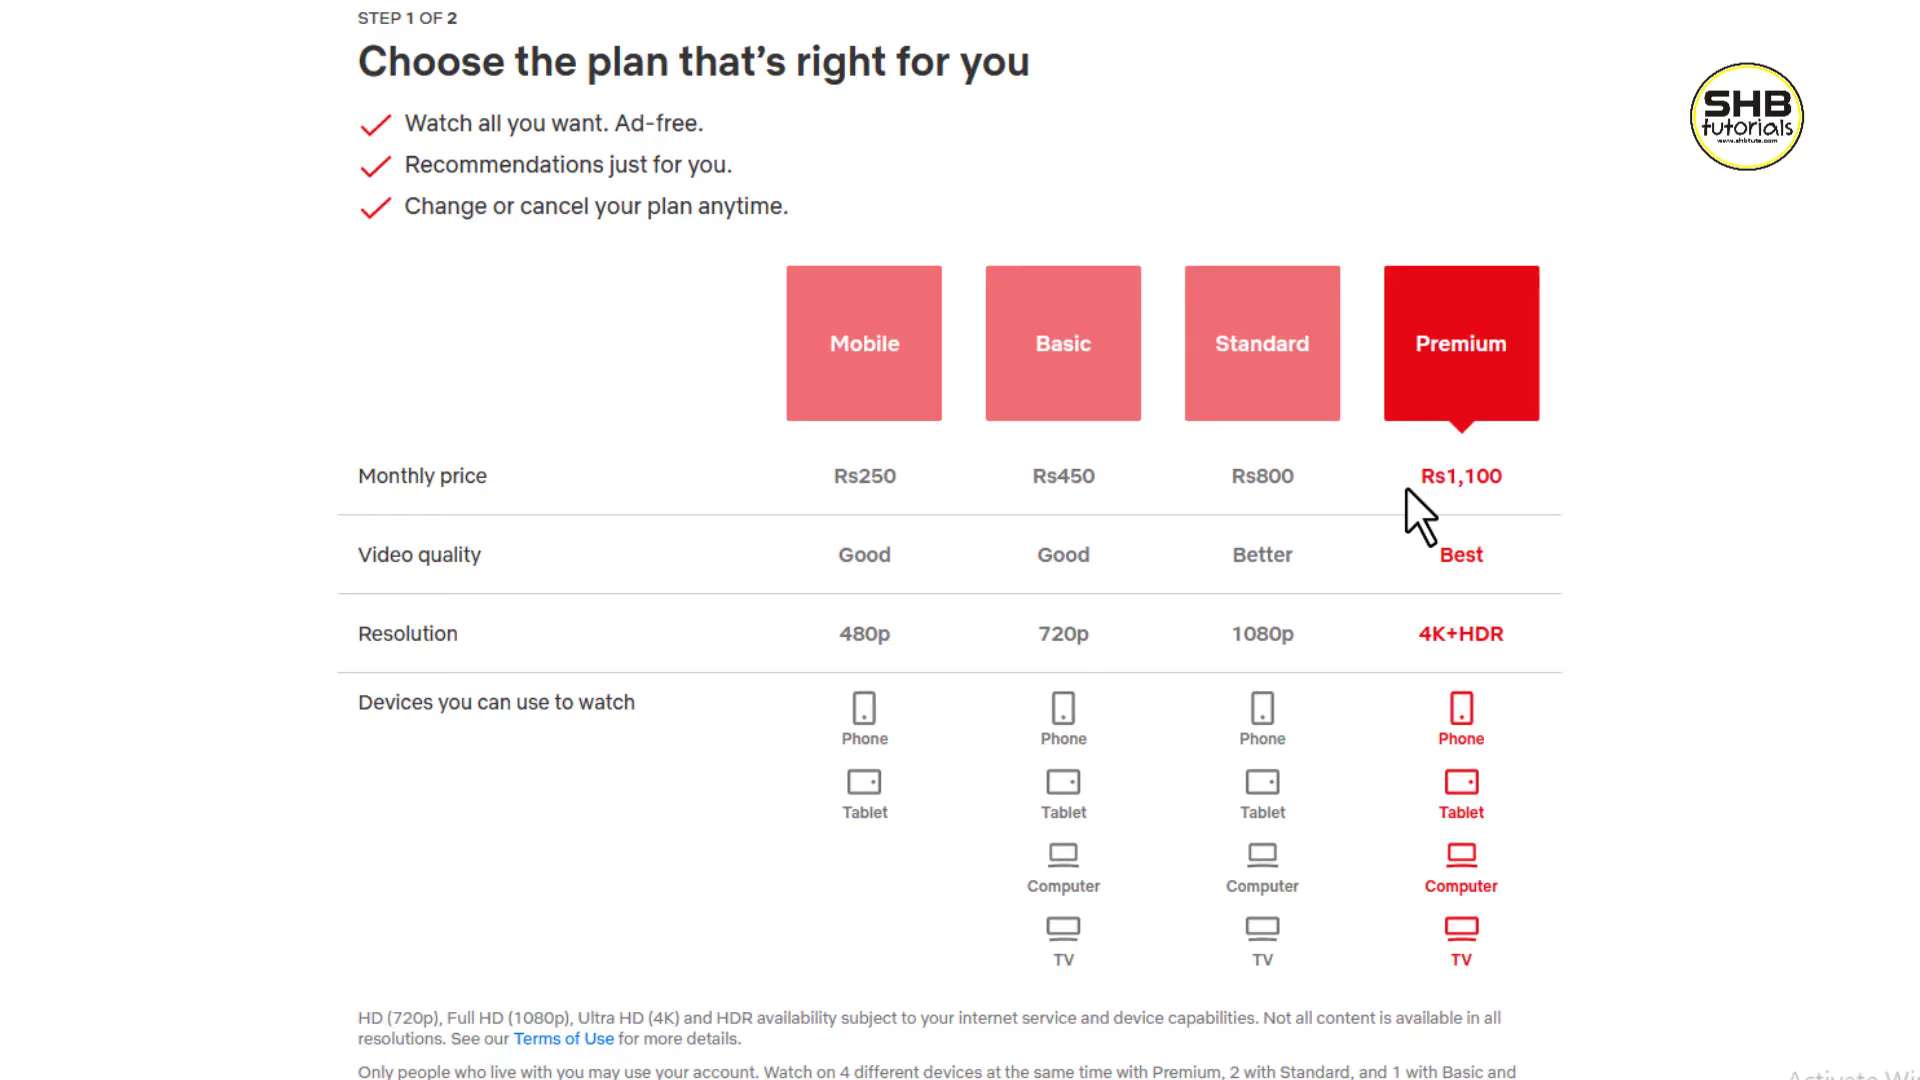 STEP 1 OF 2
Choose the plan that's right for you
SHB
tutorials
www.shbtute.com
Watch all you want. Ad-free.
Recommendations just for you.
Change or cancel your plan anytime.
Mobile Basic Standard Premium
Monthly price Rs250 Rs450 Rs800 Rs1,100
Video quality Good Good Better Best
Resolution 480p 720p 1080p 4K+HDR
Devices you can use to watch
Phone Phone Phone Phone
Tablet Tablet Tablet Tablet
Computer Computer Computer
TV TV TV
HD (720p), Full HD (1080p), Ultra HD (4K) and HDR availability subject to your internet service and device capabilities. Not all content is available in all
resolutions. See our Terms of Use for more details.
Only people who live with you may use your account. Watch on 4 different devices at the same time with Premium, 2 with Standard, and 1 with Basic and